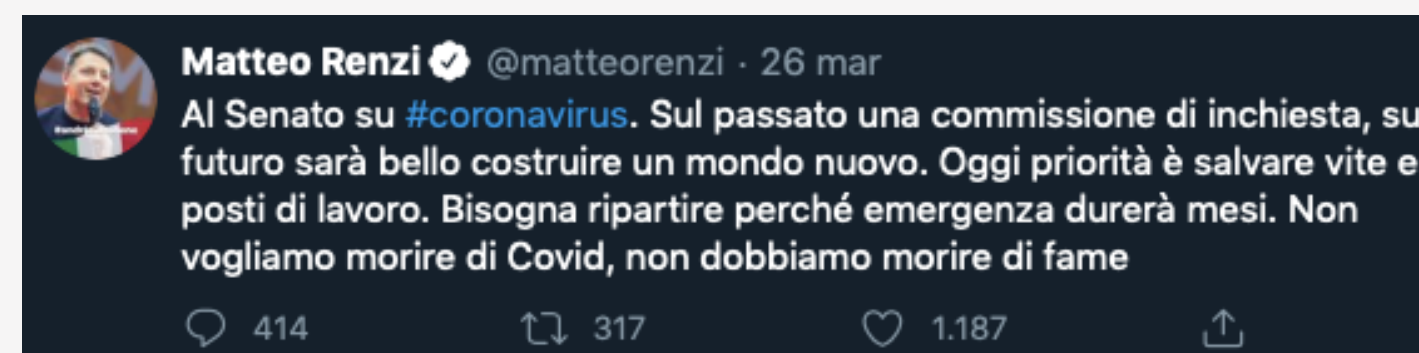 Matteo Renzi @matteorenzi · 26 mar
Al Senato su #coronavirus. Sul passato una commissione di inchiesta, su
futuro sarà bello costruire un mondo nuovo. Oggi priorità è salvare vite e
posti di lavoro. Bisogna ripartire perché emergenza durerà mesi. Non
vogliamo morire di Covid, non dobbiamo morire di fame
414 317 1.187